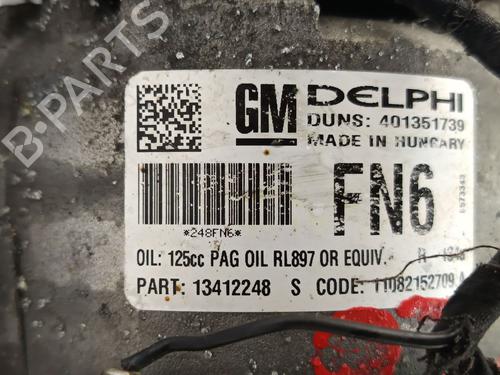 B-PARTS
GM DELPHI
DUNS: 401351739
MADE IN HUNGARY
FN6
*248FN6*
OIL: 125cc PAG OIL RL897 OR EQUIV.
PART: 13412248 S CODE: 11082152709 A